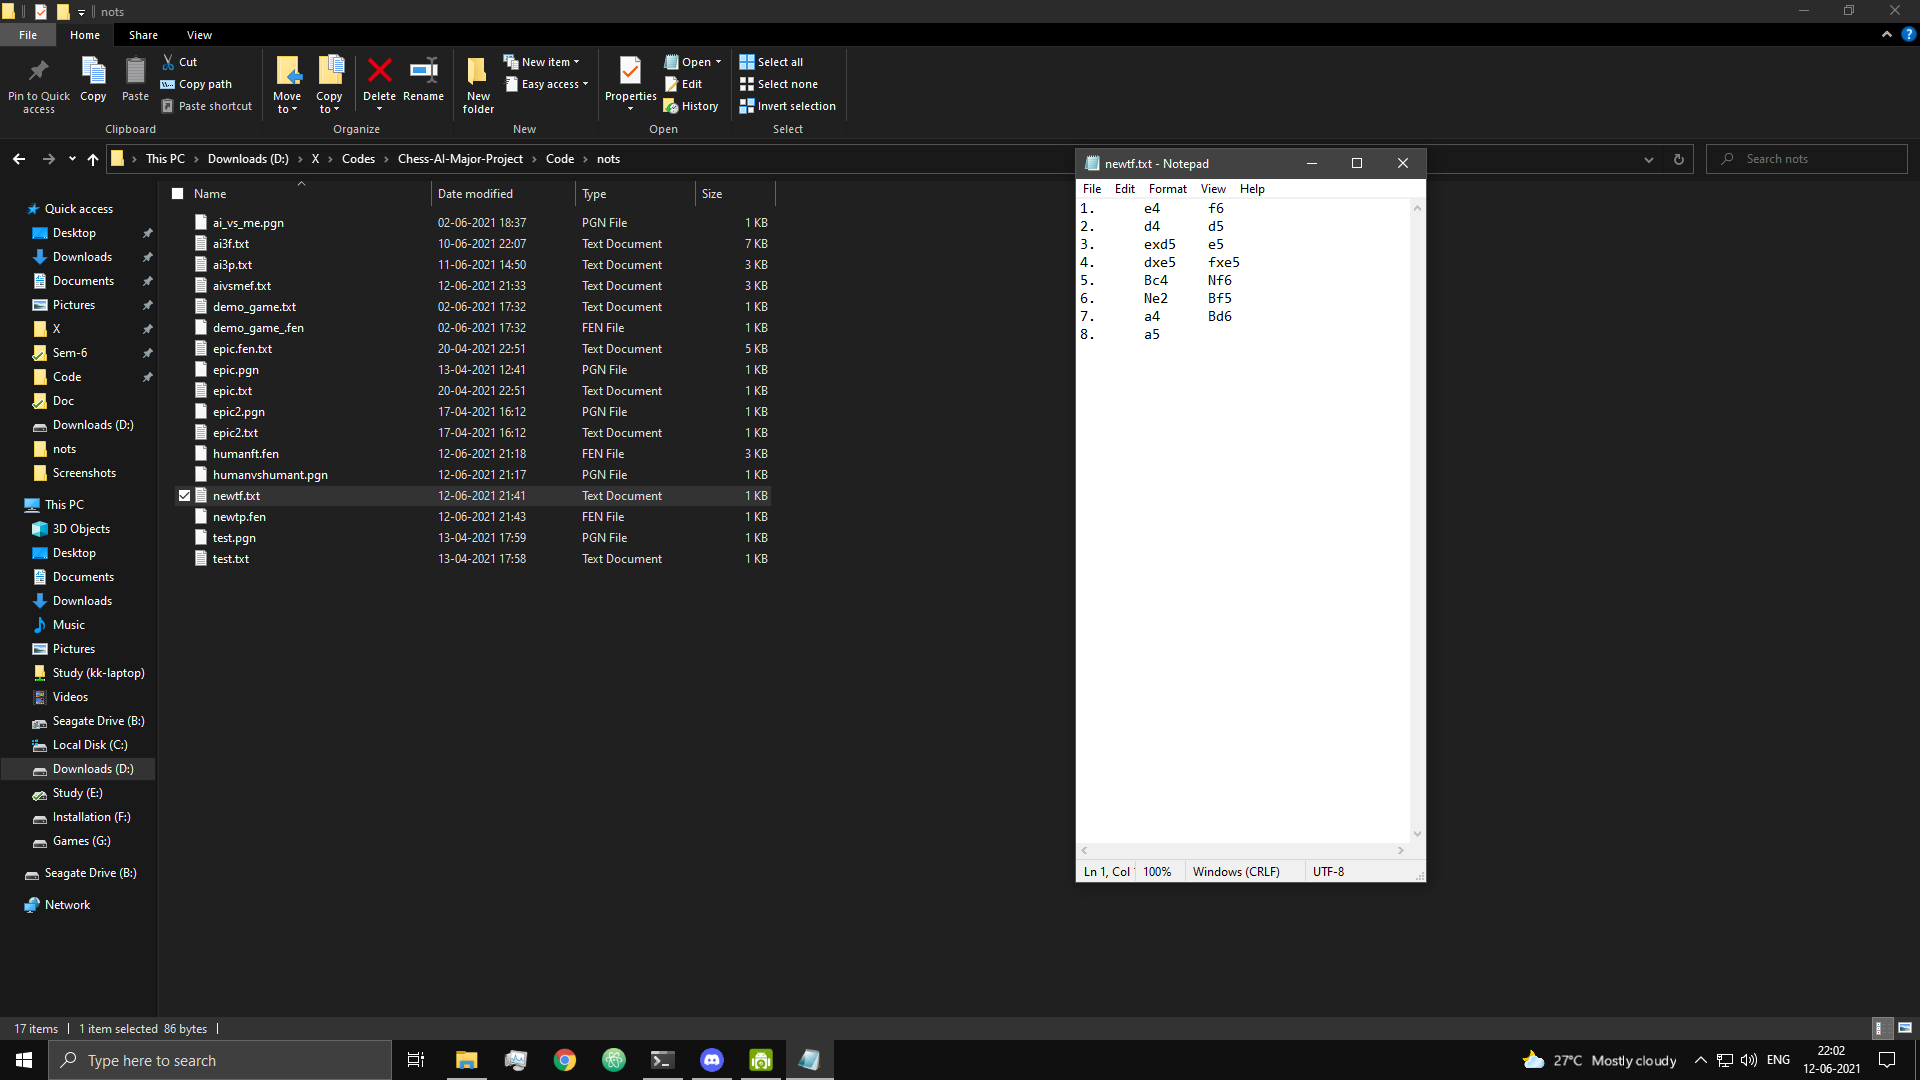 nots
File Home Share View
Pin to Quick access
Copy
Paste
Cut
Copy path
Paste shortcut
Clipboard
Move to
Copy to
Delete
Rename
Organize
New folder
New item
Easy access
New
Properties
Open
Edit
History
Open
Select all
Select none
Invert selection
Select
This PC > Downloads (D:) > X > Codes > Chess-AI-Major-Project > Code > nots
Search nots
Quick access
Desktop
Downloads
Documents
Pictures
X
Sem-6
Code
Doc
Downloads (D:)
nots
Screenshots
This PC
3D Objects
Desktop
Documents
Downloads
Music
Pictures
Study (kk-laptop)
Videos
Seagate Drive (B:)
Local Disk (C:)
Downloads (D:)
Study (E:)
Installation (F:)
Games (G:)
Seagate Drive (B:)
Network
Name Date modified Type Size
ai_vs_me.pgn 02-06-2021 18:37 PGN File 1 KB
ai3f.txt 10-06-2021 22:07 Text Document 7 KB
ai3p.txt 11-06-2021 14:50 Text Document 3 KB
aivsmef.txt 12-06-2021 21:33 Text Document 3 KB
demo_game.txt 02-06-2021 17:32 Text Document 1 KB
demo_game_.fen 02-06-2021 17:32 FEN File 1 KB
epic.fen.txt 20-04-2021 22:51 Text Document 5 KB
epic.pgn 13-04-2021 12:41 PGN File 1 KB
epic.txt 20-04-2021 22:51 Text Document 1 KB
epic2.pgn 17-04-2021 16:12 PGN File 1 KB
epic2.txt 17-04-2021 16:12 Text Document 1 KB
humanft.fen 12-06-2021 21:18 FEN File 3 KB
humanvshumant.pgn 12-06-2021 21:17 PGN File 1 KB
newtf.txt 12-06-2021 21:41 Text Document 1 KB
newtp.fen 12-06-2021 21:43 FEN File 1 KB
test.pgn 13-04-2021 17:59 PGN File 1 KB
test.txt 13-04-2021 17:58 Text Document 1 KB
newtf.txt - Notepad
File Edit Format View Help
1. e4 f6
2. d4 d5
3. exd5 e5
4. dxe5 fxe5
5. Bc4 Nf6
6. Ne2 Bf5
7. a4 Bd6
8. a5
Ln 1, Col 100% Windows (CRLF) UTF-8
17 items 1 item selected 86 bytes
Type here to search
27°C Mostly cloudy ENG
22:02
12-06-2021